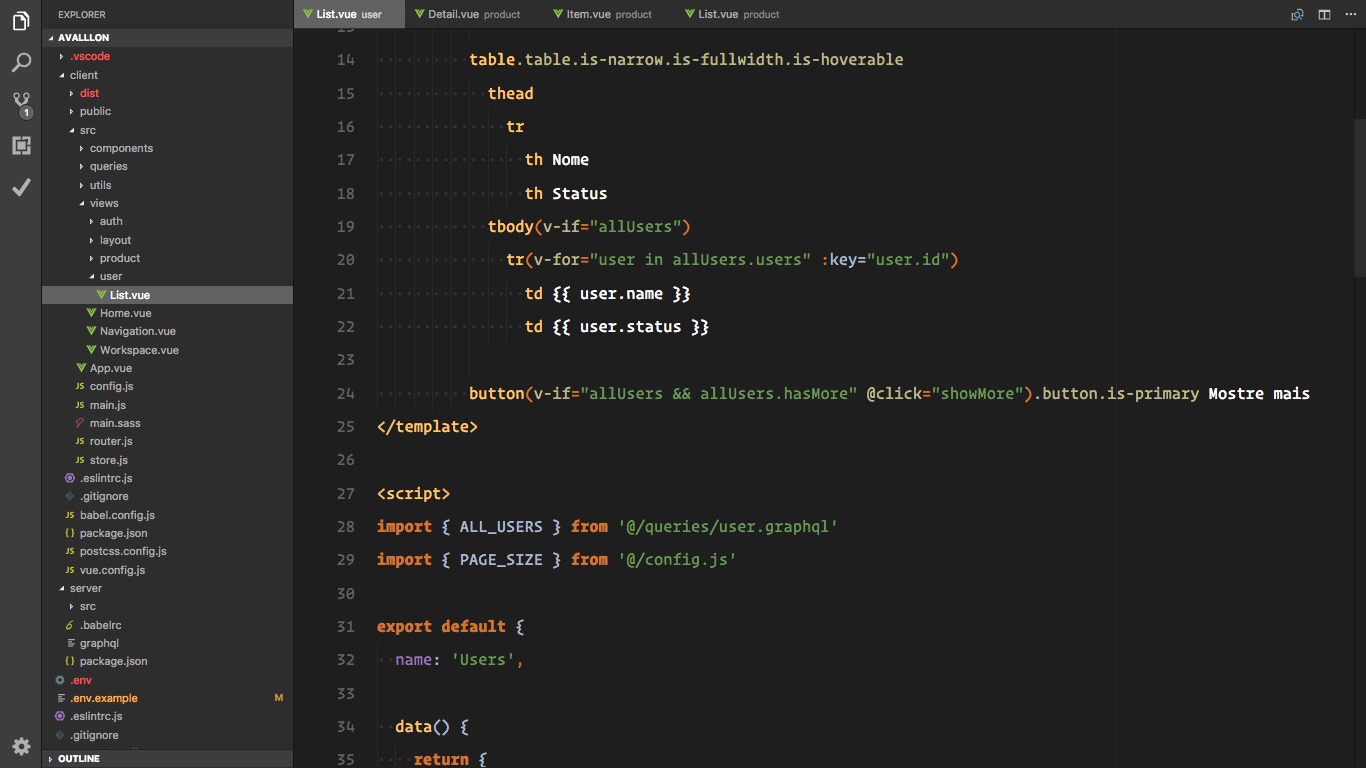 EXPLORER
AVALLLON
.vscode
client
dist
public
src
components
queries
utils
views
auth
layout
product
user
List.vue
Home.vue
Navigation.vue
Workspace.vue
App.vue
JS config.js
JS main.js
main.sass
JS router.js
JS store.js
.eslintrc.js
.gitignore
JS babel.config.js
{} package.json
JS postcss.config.js
JS vue.config.js
server
src
.babelrc
graphql
{} package.json
.env
.env.example M
.eslintrc.js
.gitignore
OUTLINE
1
List.vue user Detail.vue product Item.vue product List.vue product
14 table.table.is-narrow.is-fullwidth.is-hoverable
15 thead
16 tr
17 th Nome
18 th Status
19 tbody(v-if="allUsers")
20 tr(v-for="user in allUsers.users" :key="user.id")
21 td {{ user.name }}
22 td {{ user.status }}
23
24 button(v-if="allUsers && allUsers.hasMore" @click="showMore").button.is-primary Mostre mais
25 </template>
26
27 <script>
28 import { ALL_USERS } from '@/queries/user.graphql'
29 import { PAGE_SIZE } from '@/config.js'
30
31 export default {
32 name: 'Users',
33
34 data() {
35 return {